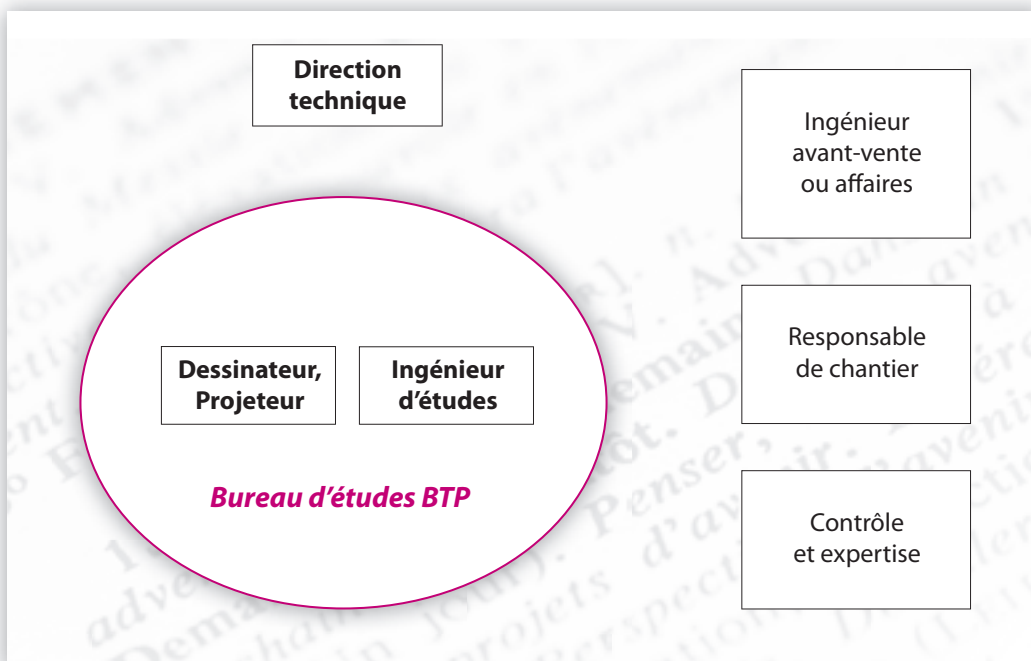 Direction
technique
Ingénieur
avant-vente
ou affaires
Dessinateur,
Projeteur
Ingénieur
d'études
Responsable
de chantier
Bureau d'études BTP
Contrôle
et expertise